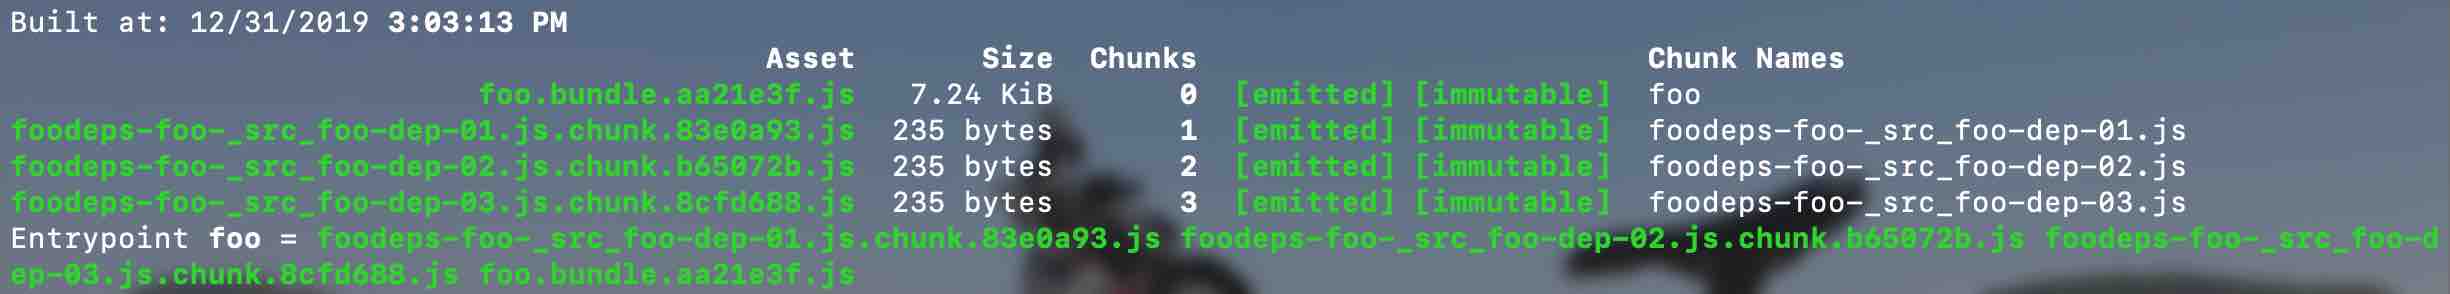 Built at: 12/31/2019 3:03:13 PM
Asset Size Chunks Chunk Names
foo.bundle.aa21e3f.js 7.24 KiB 0 [emitted] [immutable] foo
foodeps-foo-_src_foo-dep-01.js.chunk.83e0a93.js 235 bytes 1 [emitted] [immutable] foodeps-foo-_src_foo-dep-01.js
foodeps-foo-_src_foo-dep-02.js.chunk.b65072b.js 235 bytes 2 [emitted] [immutable] foodeps-foo-_src_foo-dep-02.js
foodeps-foo-_src_foo-dep-03.js.chunk.8cfd688.js 235 bytes 3 [emitted] [immutable] foodeps-foo-_src_foo-dep-03.js
Entrypoint foo = foodeps-foo-_src_foo-dep-01.js.chunk.83e0a93.js foodeps-foo-_src_foo-dep-02.js.chunk.b65072b.js foodeps-foo-_src_foo-d
ep-03.js.chunk.8cfd688.js foo.bundle.aa21e3f.js